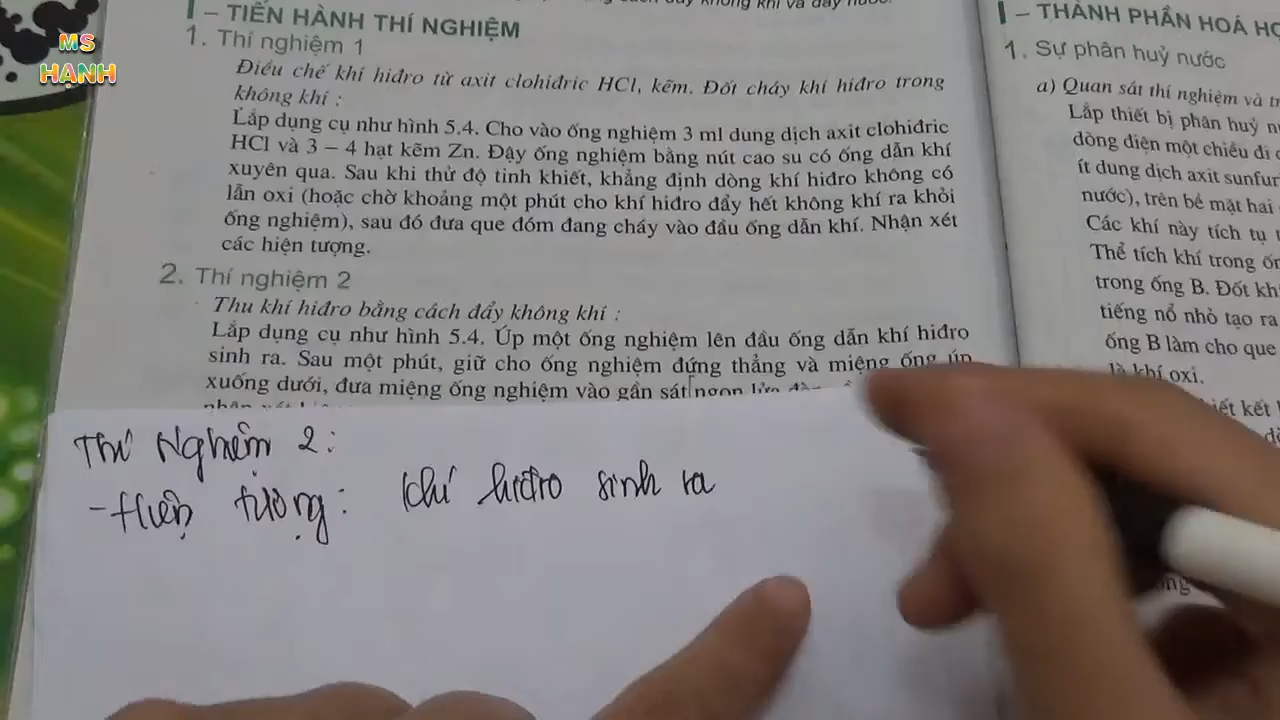 MS
HẠNH
I – TIẾN HÀNH THÍ NGHIỆM
1. Thí nghiệm 1
Điều chế khí hiđro từ axit clohiđric HCl, kẽm. Đốt cháy khí hiđro trong
không khí :
Lắp dụng cụ như hình 5.4. Cho vào ống nghiệm 3 ml dung dịch axit clohiđric
HCl và 3 – 4 hạt kẽm Zn. Đậy ống nghiệm bằng nút cao su có ống dẫn khí
xuyên qua. Sau khi thử độ tinh khiết, khẳng định dòng khí hiđro không có
lẫn oxi (hoặc chờ khoảng một phút cho khí hiđro đẩy hết không khí ra khỏi
ống nghiệm), sau đó đưa que đóm đang cháy vào đầu ống dẫn khí. Nhận xét
các hiện tượng.
2. Thí nghiệm 2
Thu khí hiđro bằng cách đẩy không khí :
Lắp dụng cụ như hình 5.4. Úp một ống nghiệm lên đầu ống dẫn khí hiđro
sinh ra. Sau một phút, giữ cho ống nghiệm đứng thẳng và miệng ống úp
xuống dưới, đưa miệng ống nghiệm vào gần sát ngọn lửa
Thí Nghiệm 2:
- Hiện tượng: khí hiđro sinh ra
I – THÀNH PHẦN HOÁ
1. Sự phân huỷ nước
a) Quan sát thí nghiệm và
Lắp thiết bị phân huỷ
dòng điện một chiều đi
ít dung dịch axit
nước), trên bề mặt hai
Các khí này tích tụ
Thể tích khí trong
trong ống B. Đốt
tiếng nổ nhỏ tạo ra
ống B làm cho que
là khí oxi.